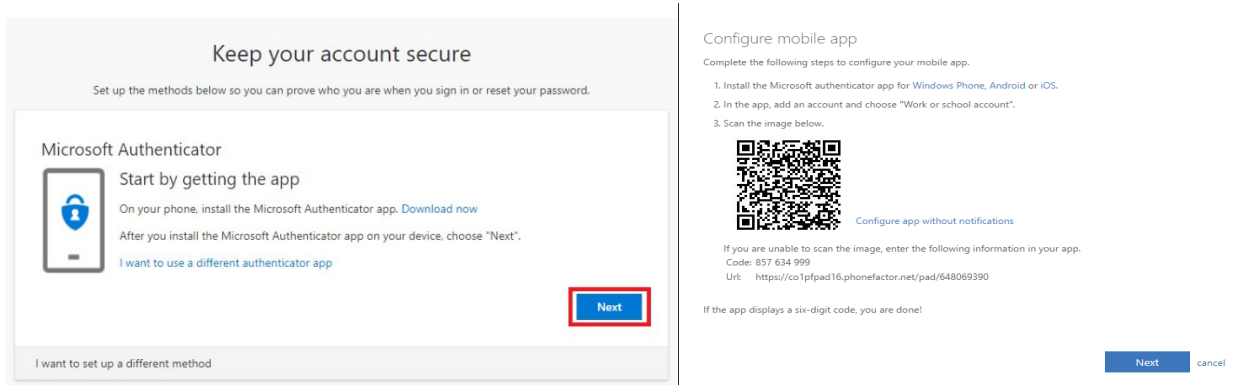 Keep your account secure
Set up the methods below so you can prove who you are when you sign in or reset your password.
Microsoft Authenticator
Start by getting the app
On your phone, install the Microsoft Authenticator app. Download now
After you install the Microsoft Authenticator app on your device, choose "Next".
I want to use a different authenticator app
Next
I want to set up a different method
Configure mobile app
Complete the following steps to configure your mobile app.
1. Install the Microsoft authenticator app for Windows Phone, Android or iOS.
2. In the app, add an account and choose "Work or school account".
3. Scan the image below.
Configure app without notifications
If you are unable to scan the image, enter the following information in your app.
Code: 857 634 999
Url: https://co1pfpad16.phonefactor.net/pad/648069390
If the app displays a six-digit code, you are done!
Next cancel